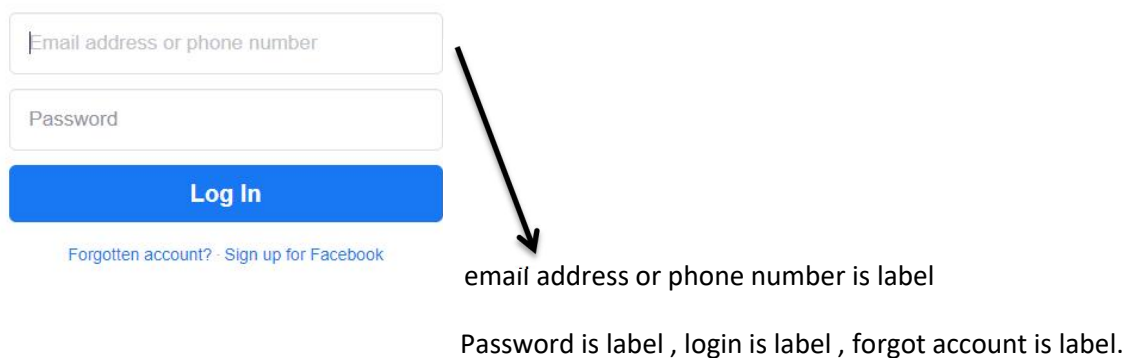 Email address or phone number
Password
Log In
Forgotten account? · Sign up for Facebook
email address or phone number is label
Password is label , login is label , forgot account is label.